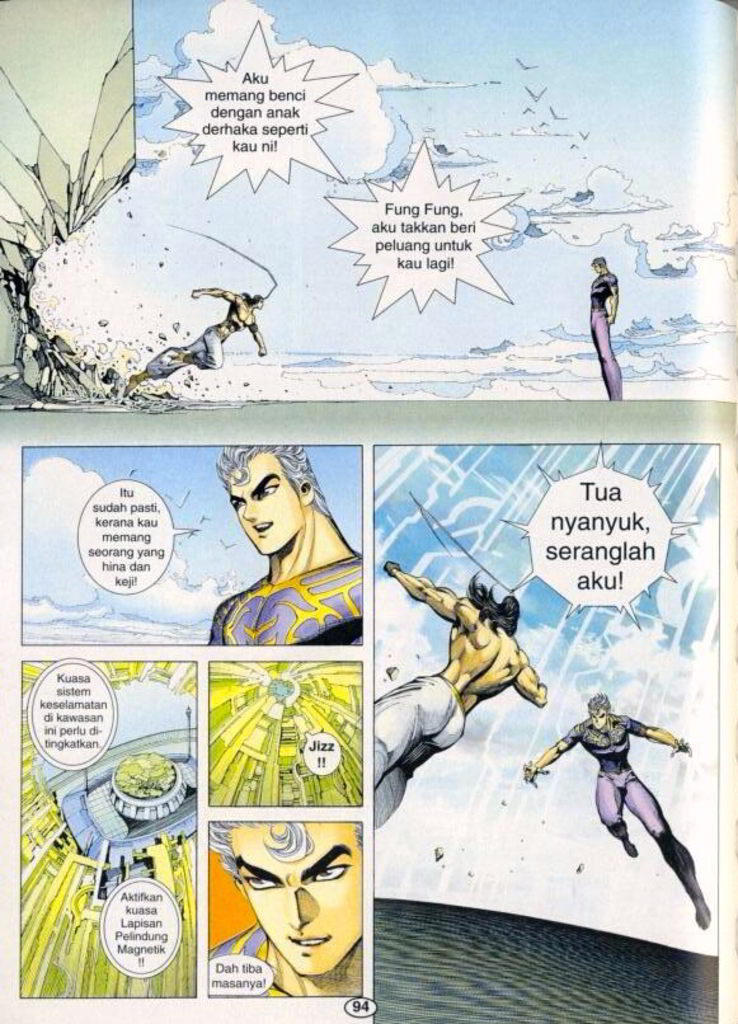 Aku
memang benci
dengan anak
derhaka seperti
kau ni!
Fung Fung,
aku takkan beri
peluang untuk
kau lagi!
Itu
sudah pasti,
kerana kau
memang
seorang yang
hina dan
keji!
Tua
nyanyuk,
seranglah
aku!
Kuasa
sistem
keselamatan
di kawasan
ini perlu di-
tingkatkan.
Jizz
!!
Aktifkan
kuasa
Lapisan
Pelindung
Magnetik
!!
Dah tiba
masanya!
94